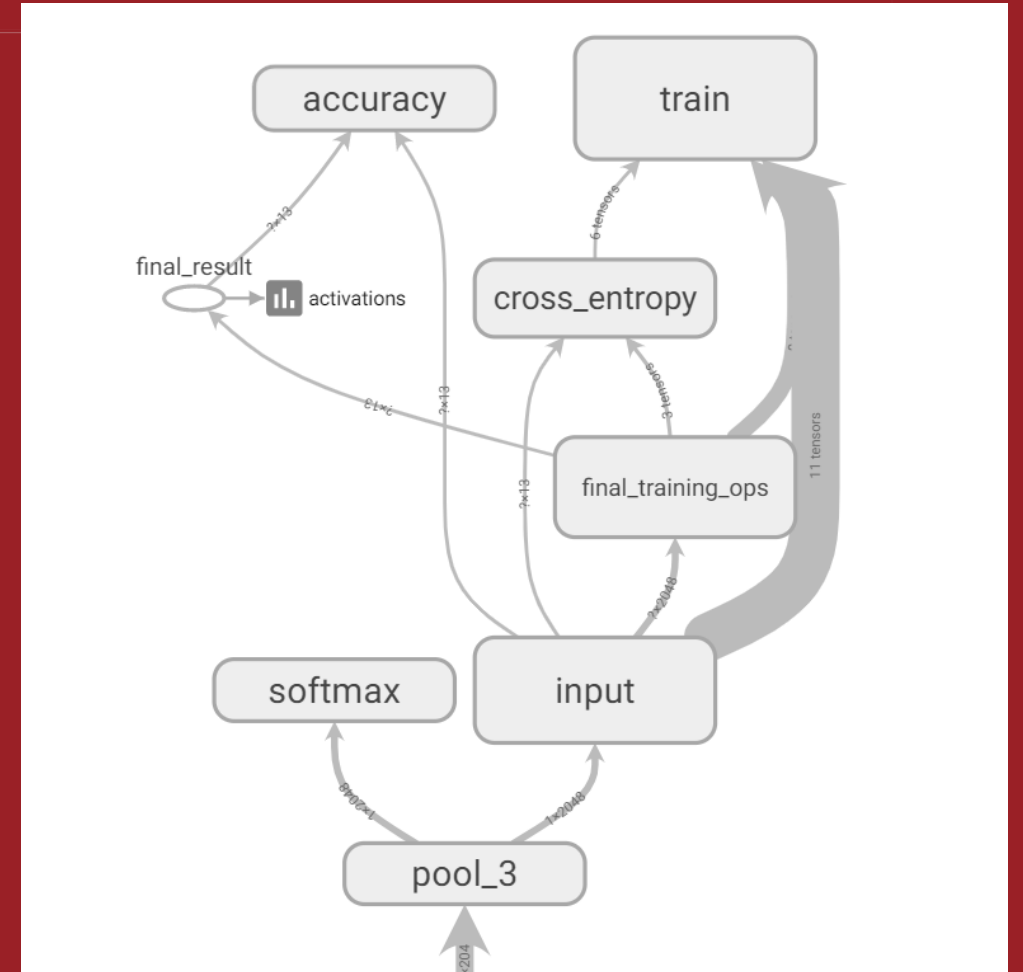 accuracy
train
6 tensors
?×13
final_result
activations
cross_entropy
3 tensors
?×13
?×13
?×13
11 tensors
final_training_ops
?×2048
softmax
input
1×2048
1×2048
pool_3
×204